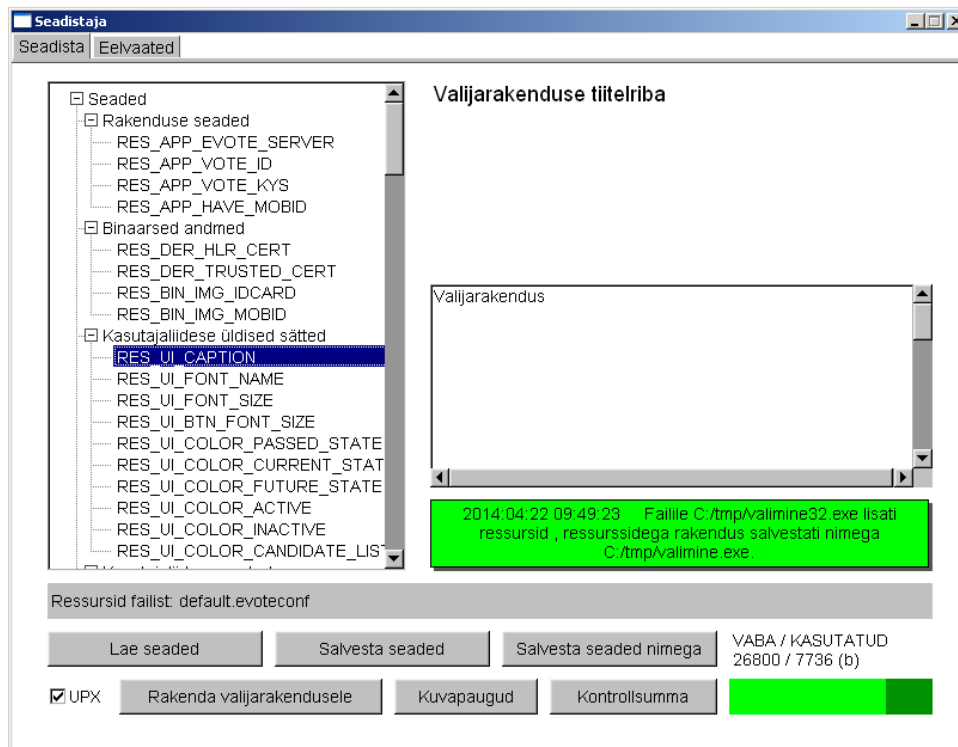 Seadistaja
Seadista Eelvaated
Seaded
Rakenduse seaded
RES_APP_EVOTE_SERVER
RES_APP_VOTE_ID
RES_APP_VOTE_KYS
RES_APP_HAVE_MOBID
Binaarsed andmed
RES_DER_HLR_CERT
RES_DER_TRUSTED_CERT
RES_BIN_IMG_IDCARD
RES_BIN_IMG_MOBID
Kasutajaliidese üldised sätted
RES_UI_CAPTION
RES_UI_FONT_NAME
RES_UI_FONT_SIZE
RES_UI_BTN_FONT_SIZE
RES_UI_COLOR_PASSED_STATE
RES_UI_COLOR_CURRENT_STAT
RES_UI_COLOR_FUTURE_STATE
RES_UI_COLOR_ACTIVE
RES_UI_COLOR_INACTIVE
RES_UI_COLOR_CANDIDATE_LIST
Valijarakenduse tiitelriba
Valijarakendus
2014:04:22 09:49:23 Failile C:/tmp/valimine32.exe lisati
ressursid , ressurssidega rakendus salvestati nimega
C:/tmp/valimine.exe.
Ressursid failist: default.evoteconf
Lae seaded Salvesta seaded Salvesta seaded nimega
VABA / KASUTATUD
26800 / 7736 (b)
UPX Rakenda valijarakendusele Kuvapaugud Kontrollsumma